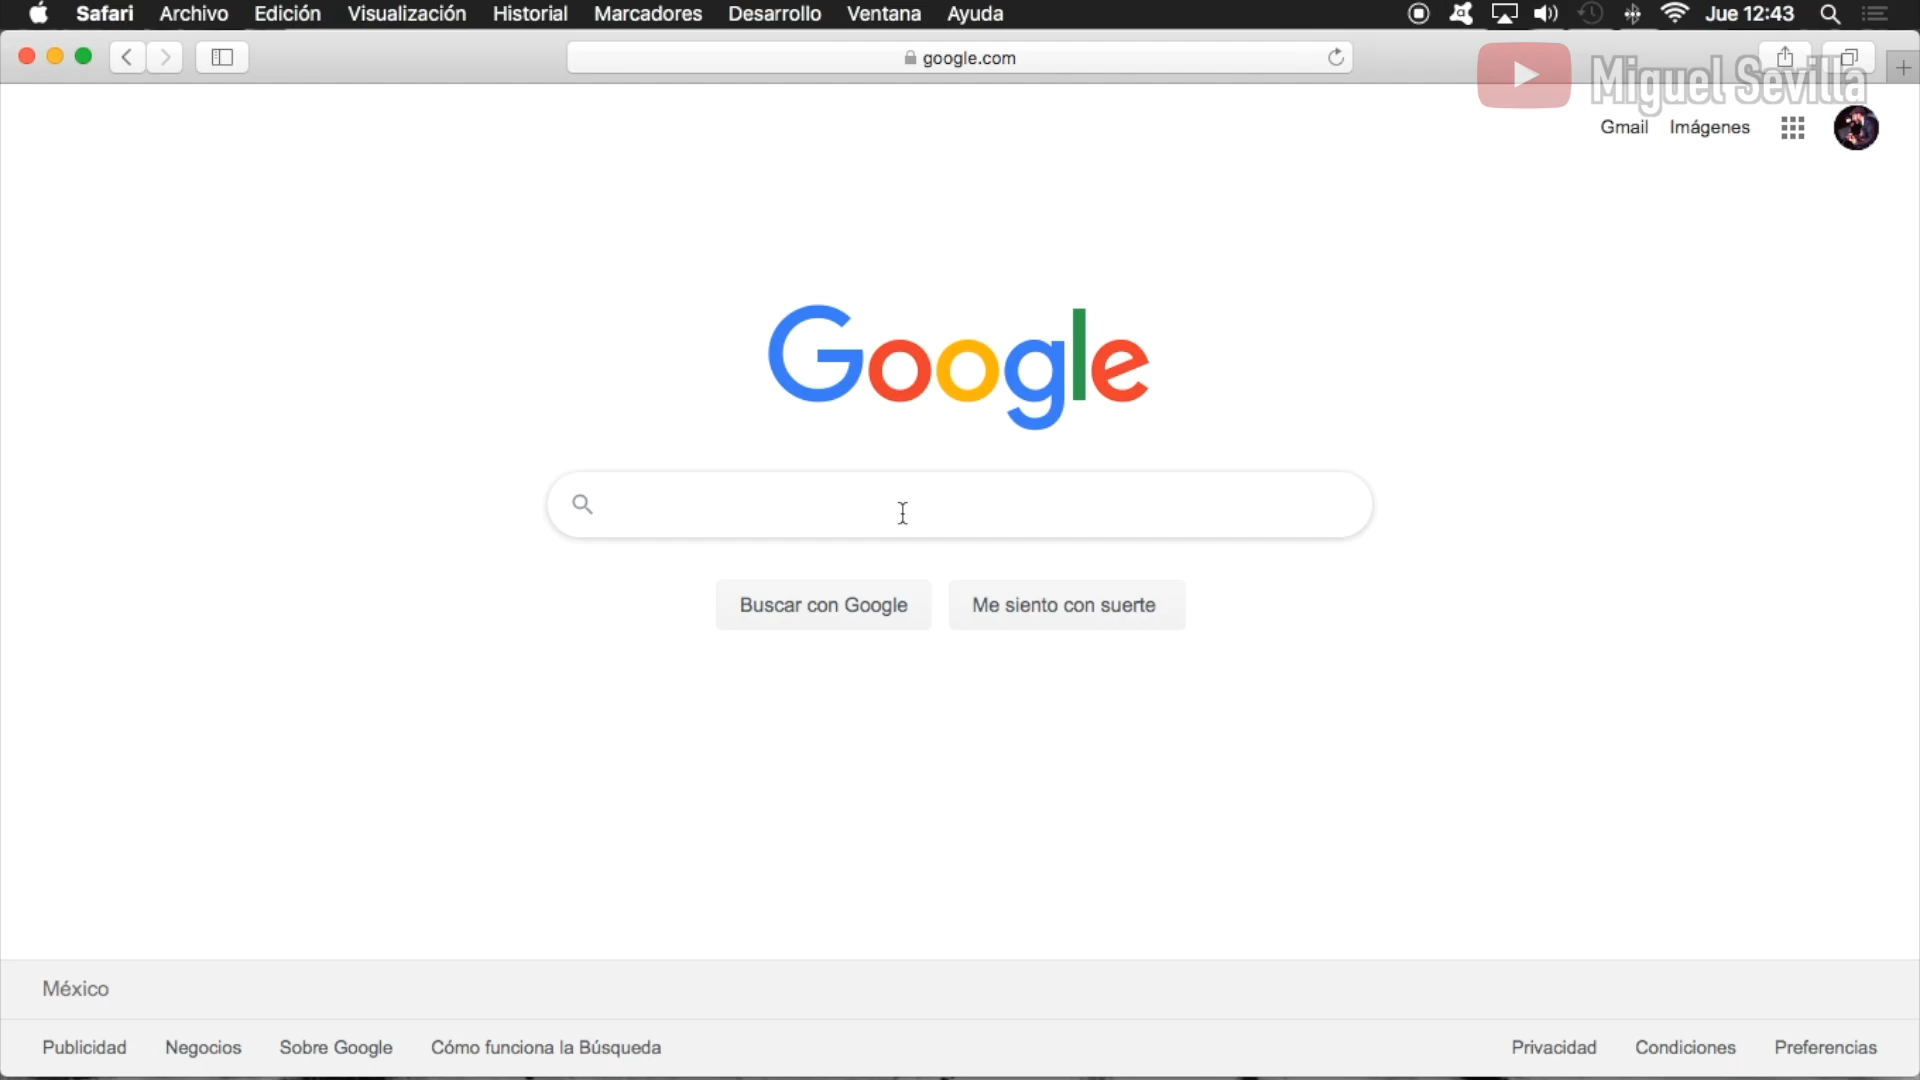 Safari Archivo Edición Visualización Historial Marcadores Desarrollo Ventana Ayuda Jue 12:43
google.com
Miguel Sevilla
Gmail Imágenes
Google
Buscar con Google Me siento con suerte
México
Publicidad Negocios Sobre Google Cómo funciona la Búsqueda Privacidad Condiciones Preferencias